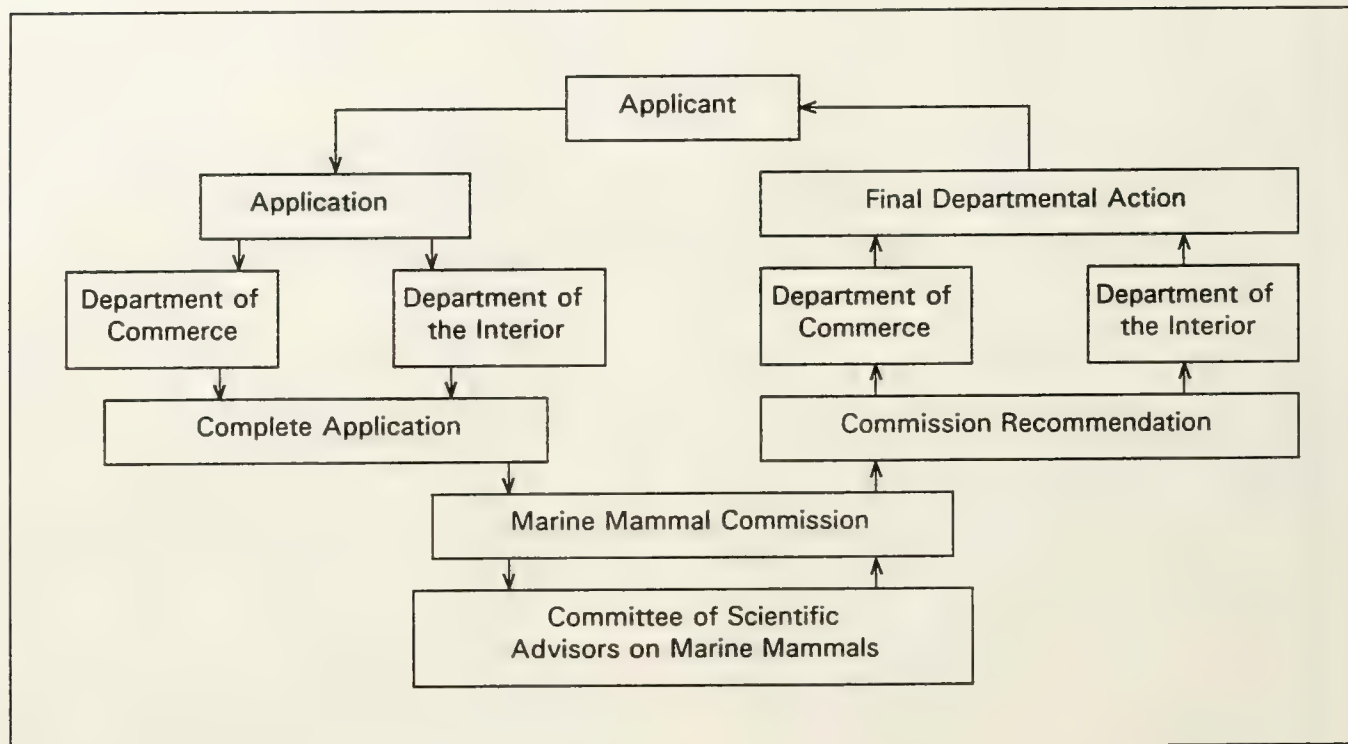 Applicant
Application
Final Departmental Action
Department of
Commerce
Department of
the Interior
Department of
Commerce
Department of
the Interior
Complete Application
Commission Recommendation
Marine Mammal Commission
Committee of Scientific
Advisors on Marine Mammals